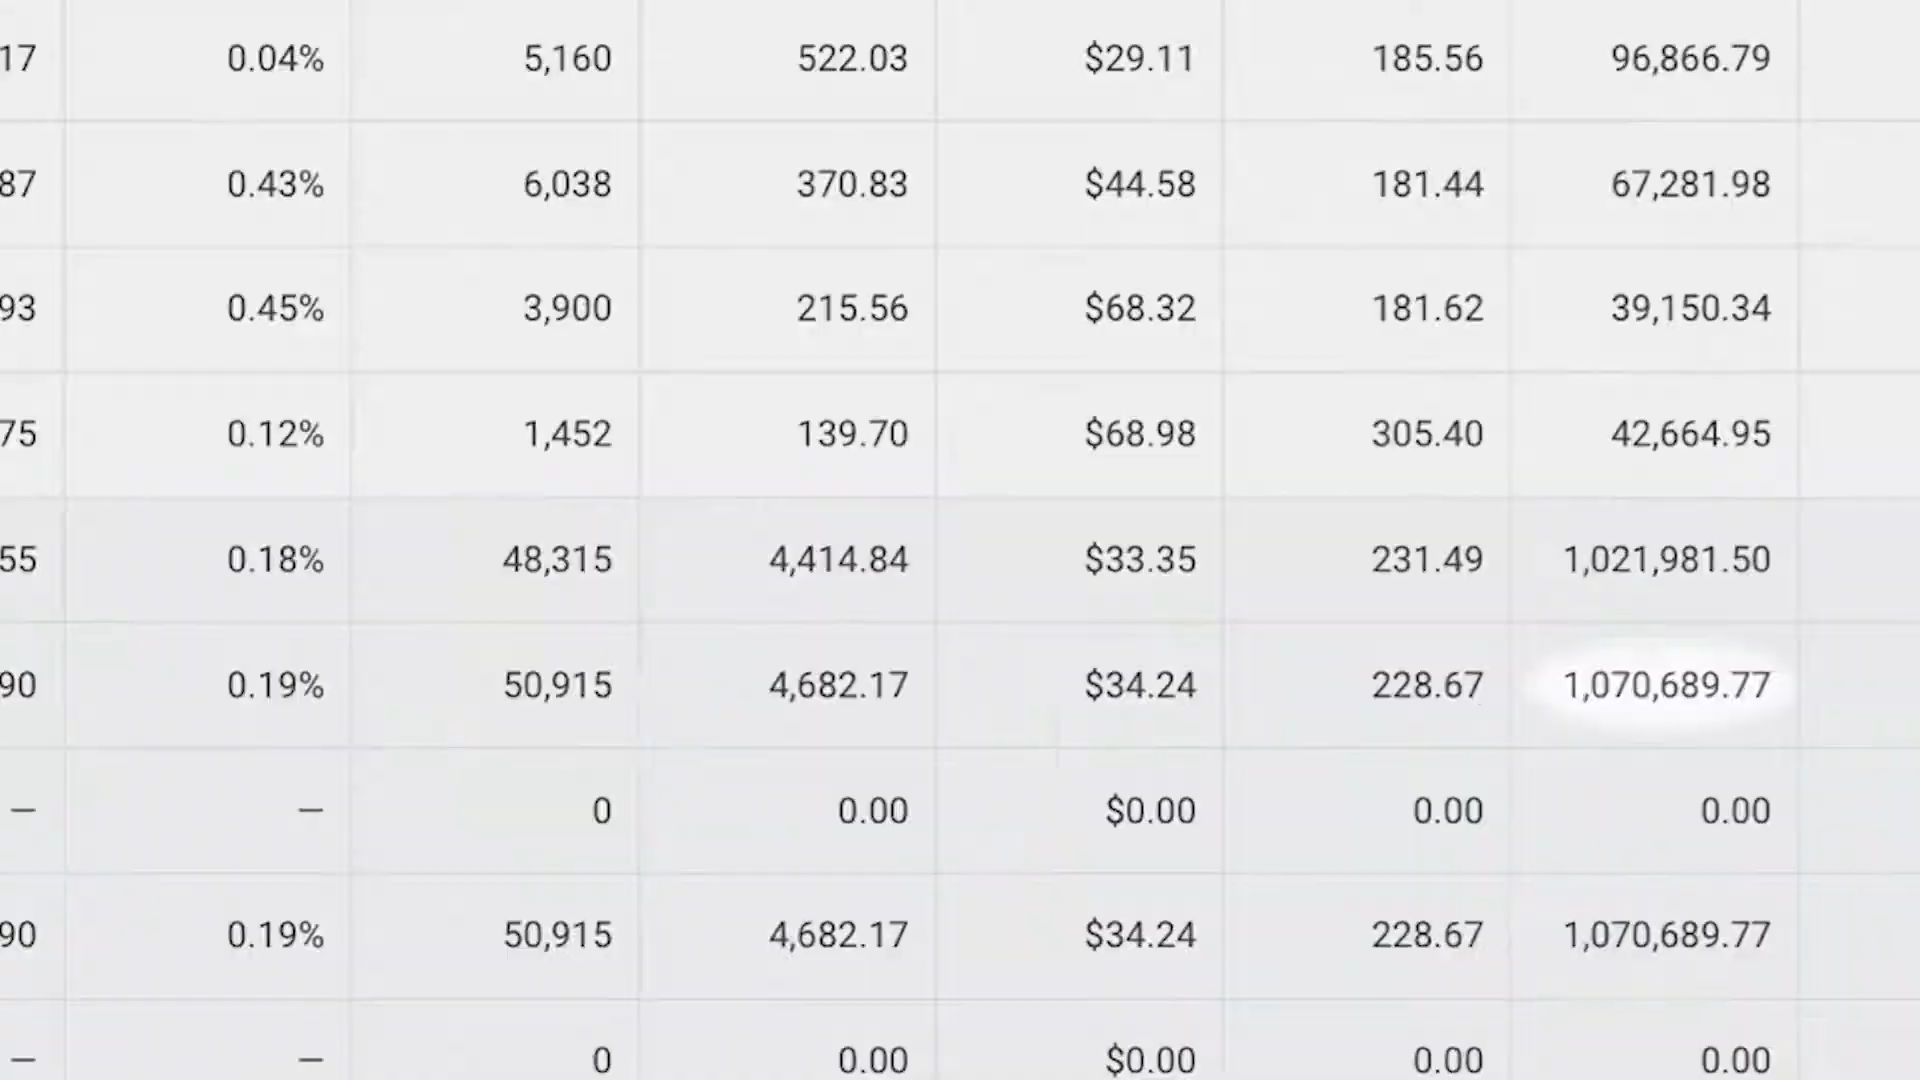 17 0.04% 5,160 522.03 $29.11 185.56 96,866.79
87 0.43% 6,038 370.83 $44.58 181.44 67,281.98
93 0.45% 3,900 215.56 $68.32 181.62 39,150.34
75 0.12% 1,452 139.70 $68.98 305.40 42,664.95
55 0.18% 48,315 4,414.84 $33.35 231.49 1,021,981.50
90 0.19% 50,915 4,682.17 $34.24 228.67 1,070,689.77
— — 0 0.00 $0.00 0.00 0.00
90 0.19% 50,915 4,682.17 $34.24 228.67 1,070,689.77
— — 0 0.00 $0.00 0.00 0.00